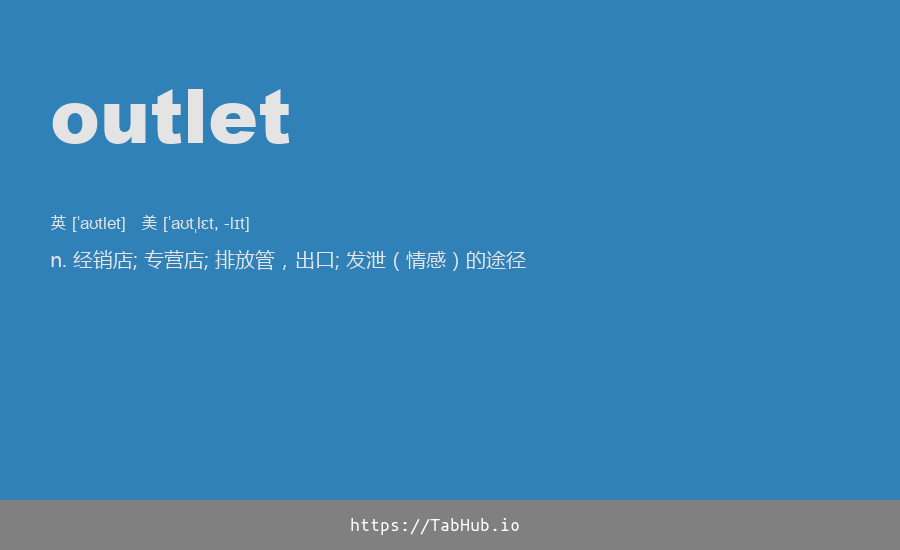 outlet
英 [ˈaʊtlet] 美 [ˈaʊtˌlɛt, -lɪt]
n. 经销店; 专营店; 排放管，出口; 发泄（情感）的途径
https://TabHub.io